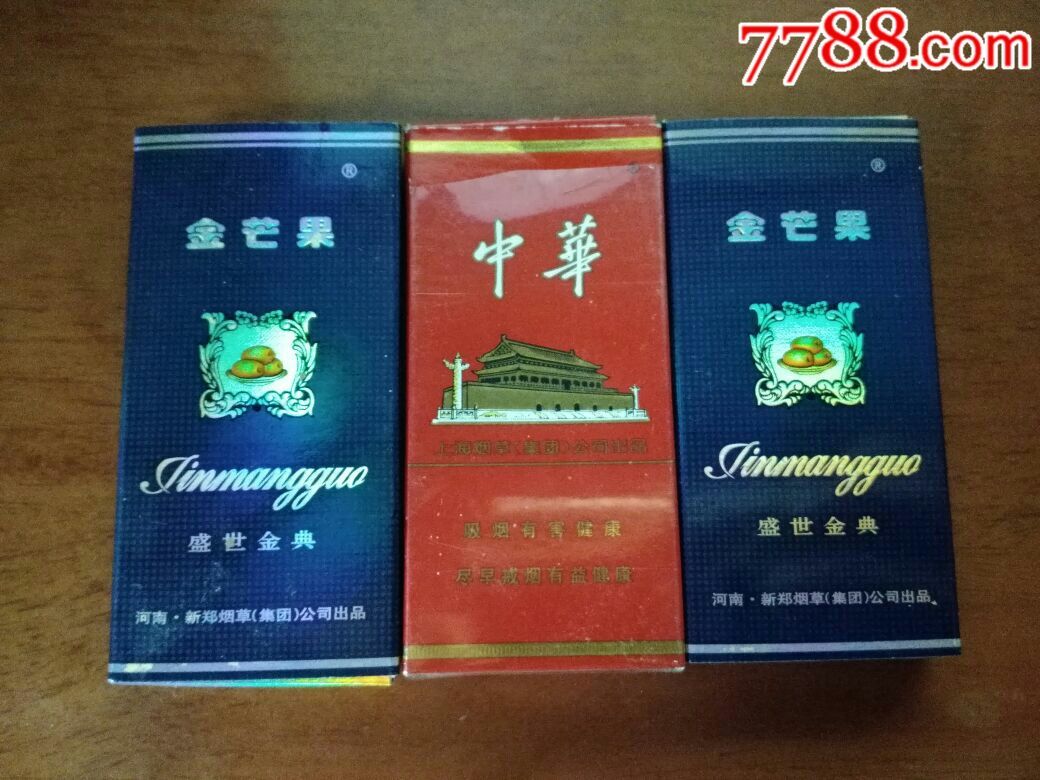 7788.com
®
金芒果
Jinmangguo
盛世金典
河南·新郑烟草(集团)公司出品
中華
上海烟草(集团)公司出品
吸烟有害健康
尽早戒烟有益健康
®
金芒果
Jinmangguo
盛世金典
河南·新郑烟草(集团)公司出品